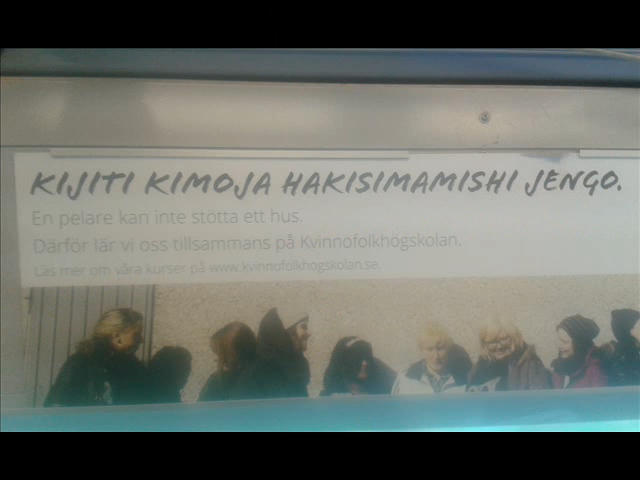 KIJITI KIMOJA HAKISIMAMISHI JENGO.
En pelare kan inte stötta ett hus.
Därför lär vi oss tillsammans på Kvinnofolkhögskolan.
Läs mer om våra kurser på www.kvinnofolkhogskolan.se.